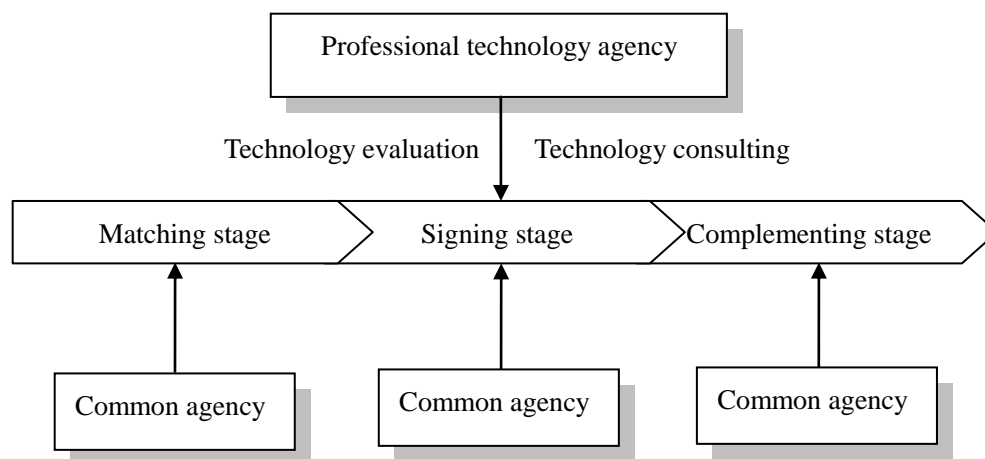 Professional technology agency
Technology evaluation
Technology consulting
Matching stage
Signing stage
Complementing stage
Common agency
Common agency
Common agency